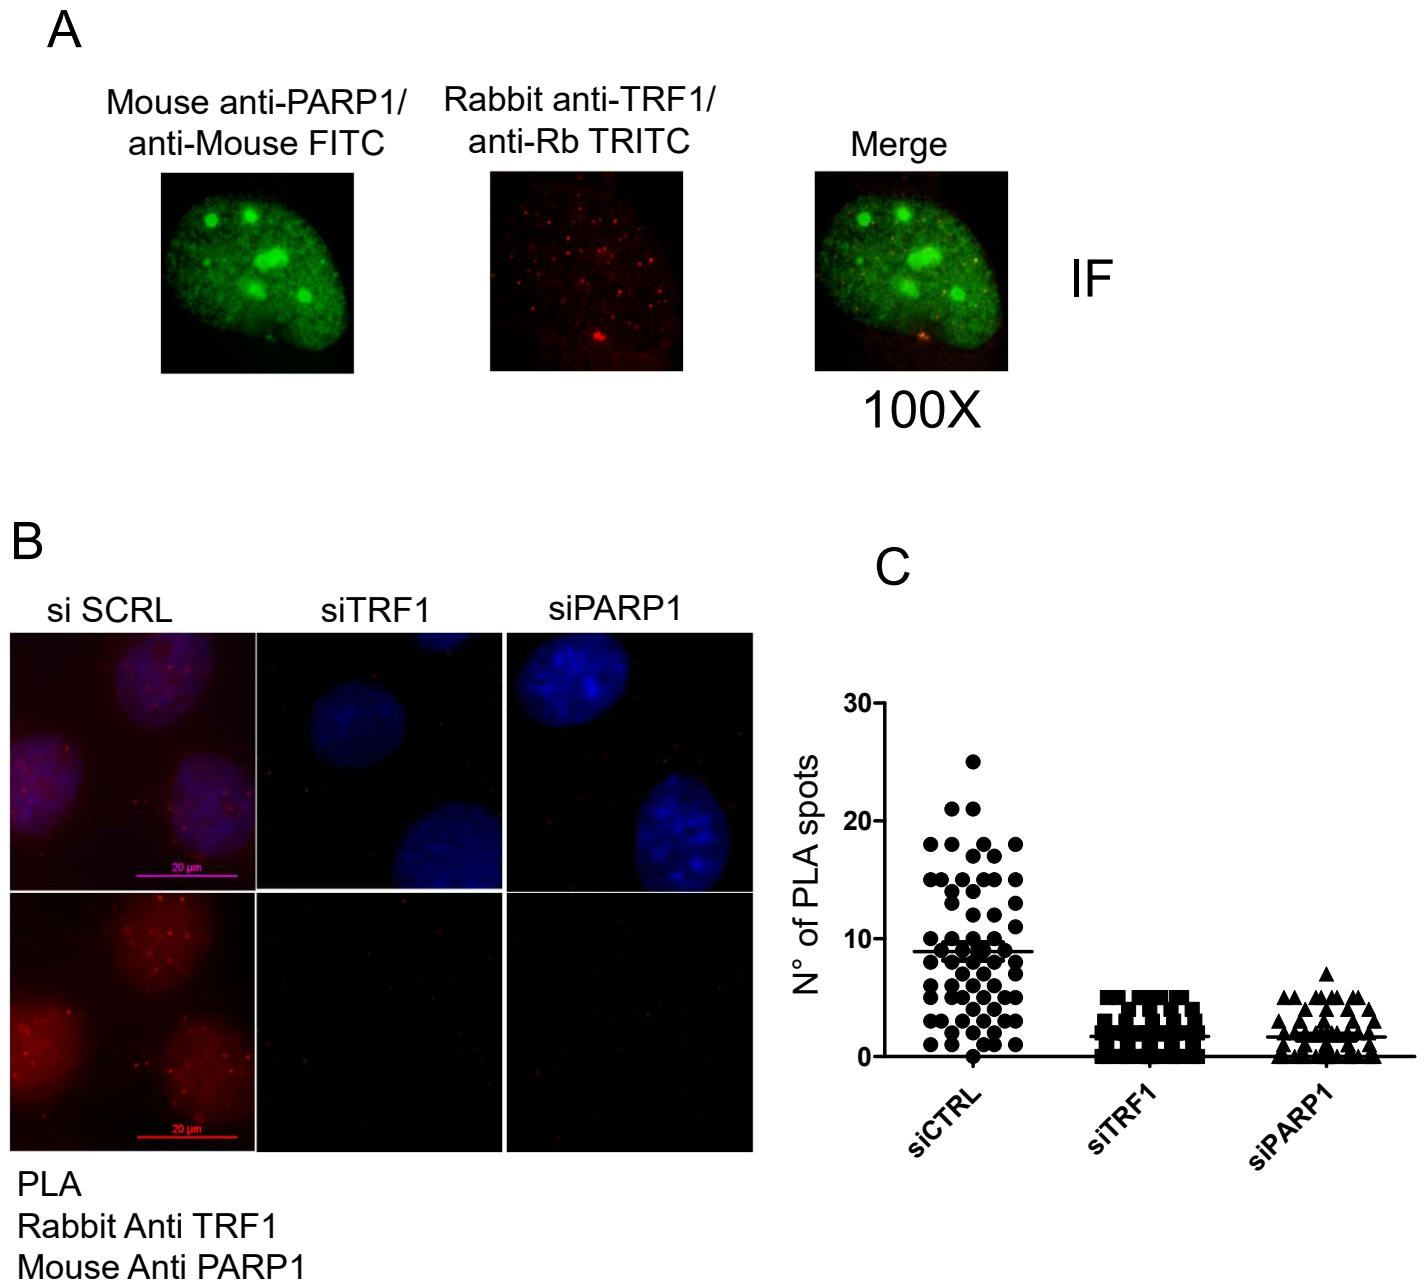 A
Mouse anti-PARP1/
anti-Mouse FITC
Rabbit anti-TRF1/
anti-Rb TRITC
Merge
IF
100X
B
si SCRL
siTRF1
siPARP1
20 µm
20 µm
PLA
Rabbit Anti TRF1
Mouse Anti PARP1
C
N° of PLA spots
30
20
10
0
siCTRL
siTRF1
siPARP1